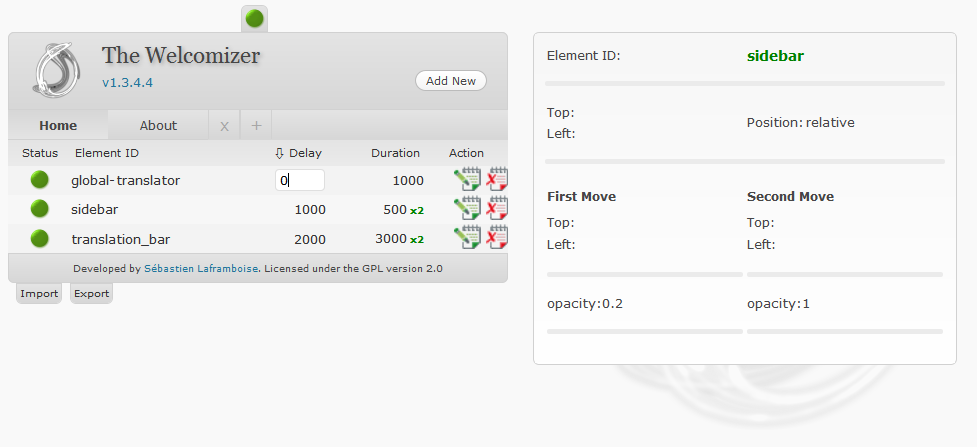 The Welcomizer
v1.3.4.4
Add New
Home About x +
Status Element ID ⇩ Delay Duration Action
global-translator 0 1000
sidebar 1000 500 x2
translation_bar 2000 3000 x2
Developed by Sébastien Laframboise. Licensed under the GPL version 2.0
Import Export
Element ID: sidebar
Top:
Left:
Position: relative
First Move Second Move
Top: Top:
Left: Left:
opacity:0.2 opacity:1